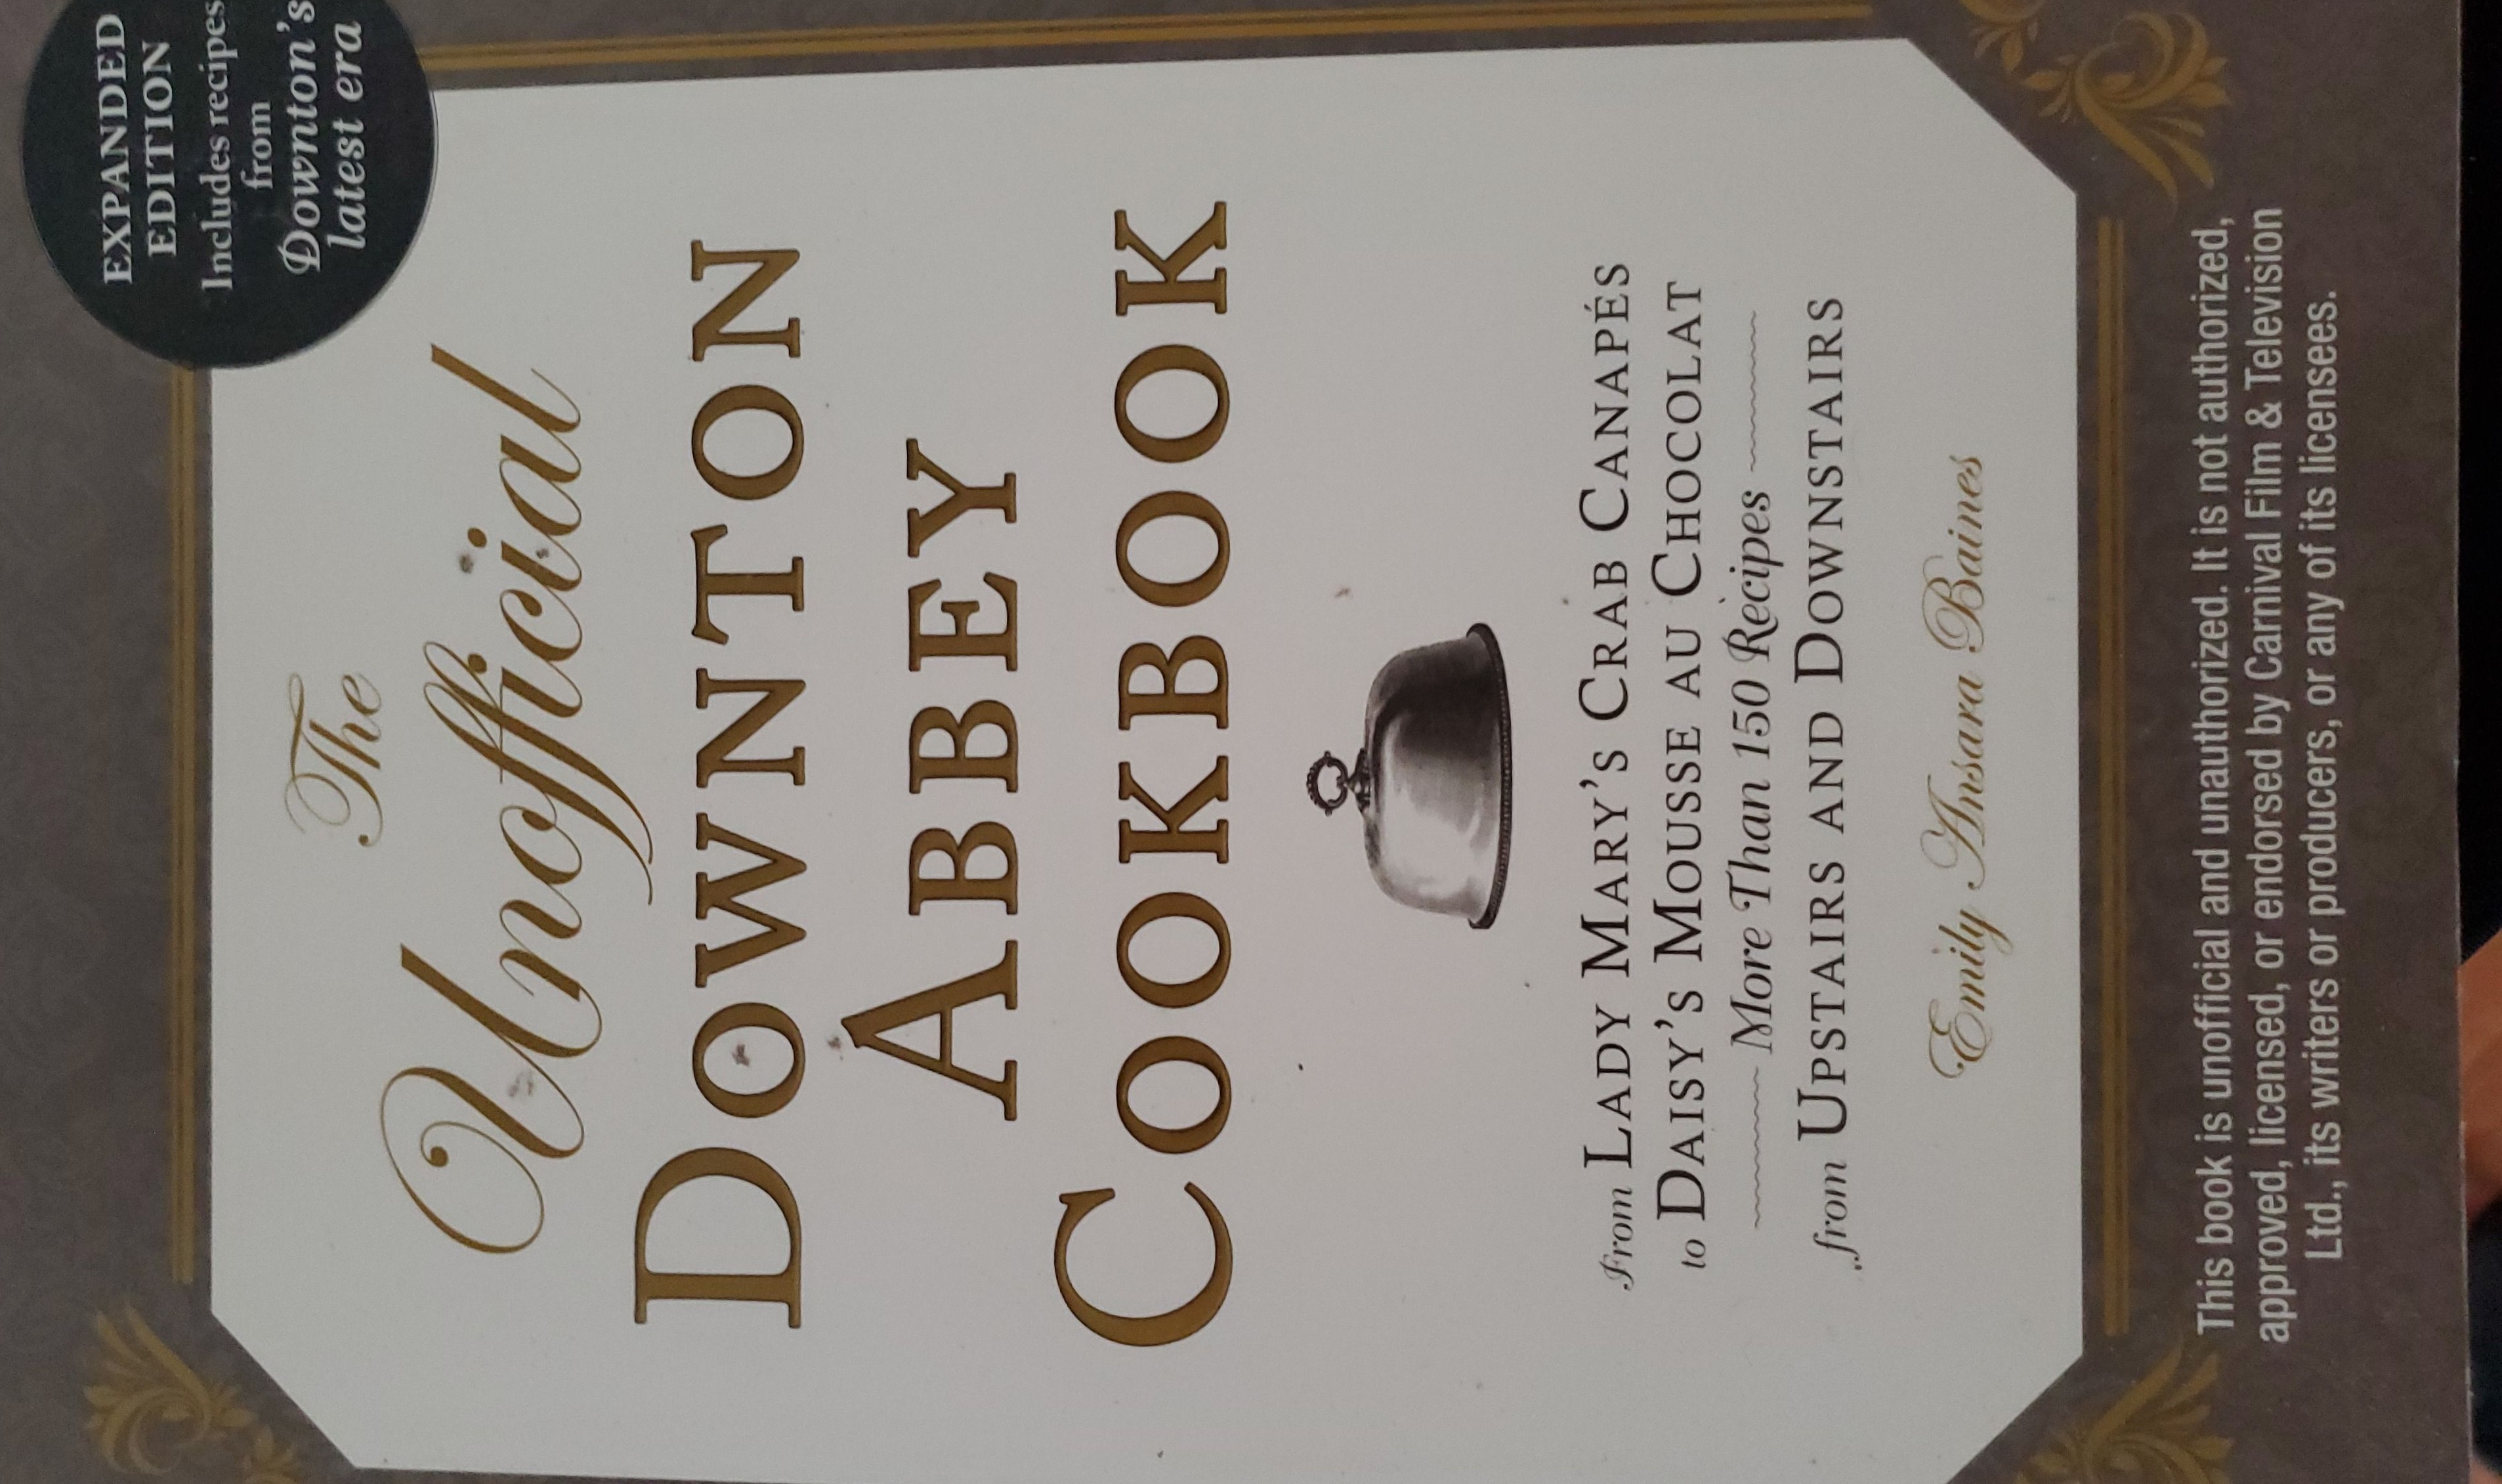 EXPANDED
EDITION
Includes recipes
from
Downton's
latest era
The
Unofficial
DOWNTON
ABBEY
COOKBOOK
From LADY MARY'S CRAB CANAPÉS
to DAISY'S MOUSSE AU CHOCOLAT
More Than 150 Recipes
from UPSTAIRS AND DOWNSTAIRS
Emily Ansara Baines
This book is unofficial and unauthorized. It is not authorized,
approved, licensed, or endorsed by Carnival Film & Television
Ltd., its writers or producers, or any of its licensees.